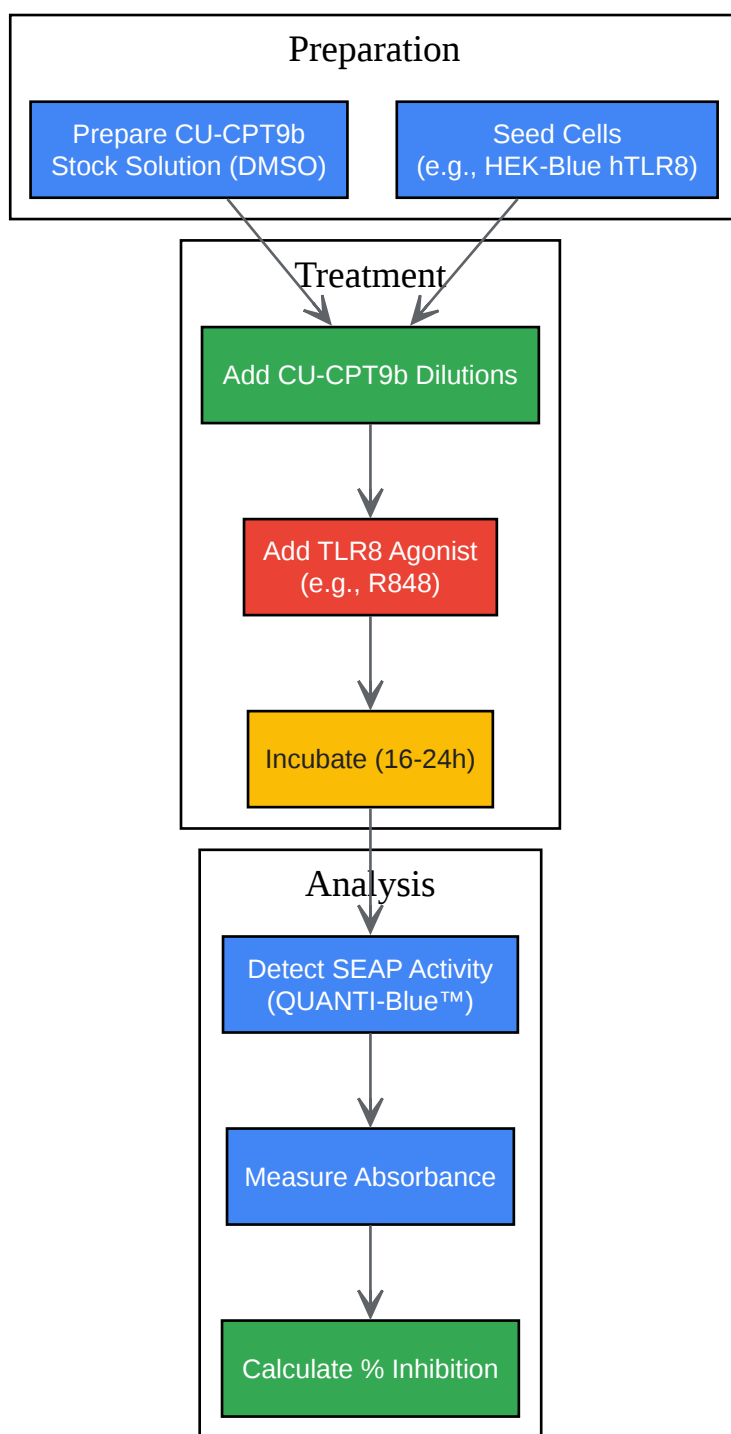 Preparation
Prepare CU-CPT9b
Stock Solution (DMSO)
Seed Cells
(e.g., HEK-Blue hTLR8)
Treatment
Add CU-CPT9b Dilutions
Add TLR8 Agonist
(e.g., R848)
Incubate (16-24h)
Analysis
Detect SEAP Activity
(QUANTI-Blue™)
Measure Absorbance
Calculate % Inhibition